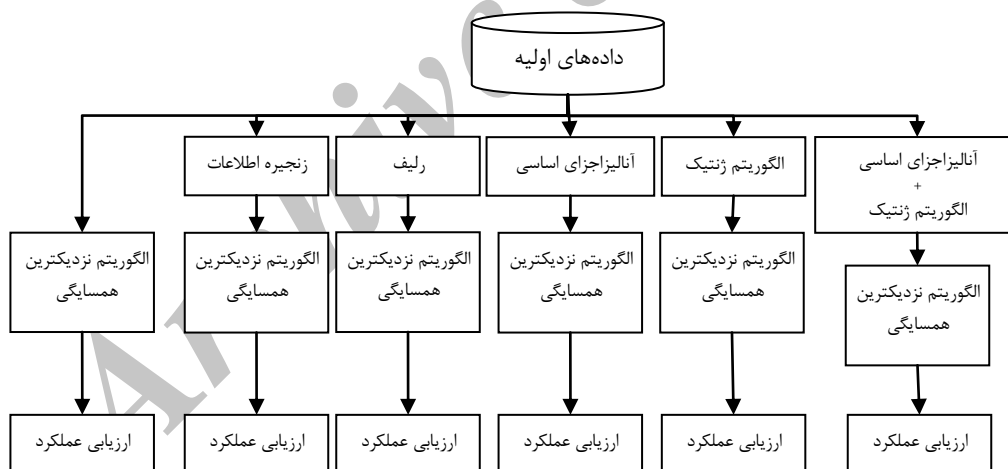 داده‌های اولیه
آنالیزاجزای اساسی
+
الگوریتم ژنتیک
الگوریتم ژنتیک
آنالیزاجزای اساسی
رلیف
زنجیره اطلاعات
الگوریتم نزدیکترین
همسایگی
الگوریتم نزدیکترین
همسایگی
الگوریتم نزدیکترین
همسایگی
الگوریتم نزدیکترین
همسایگی
الگوریتم نزدیکترین
همسایگی
الگوریتم نزدیکترین
همسایگی
ارزیابی عملکرد
ارزیابی عملکرد
ارزیابی عملکرد
ارزیابی عملکرد
ارزیابی عملکرد
ارزیابی عملکرد